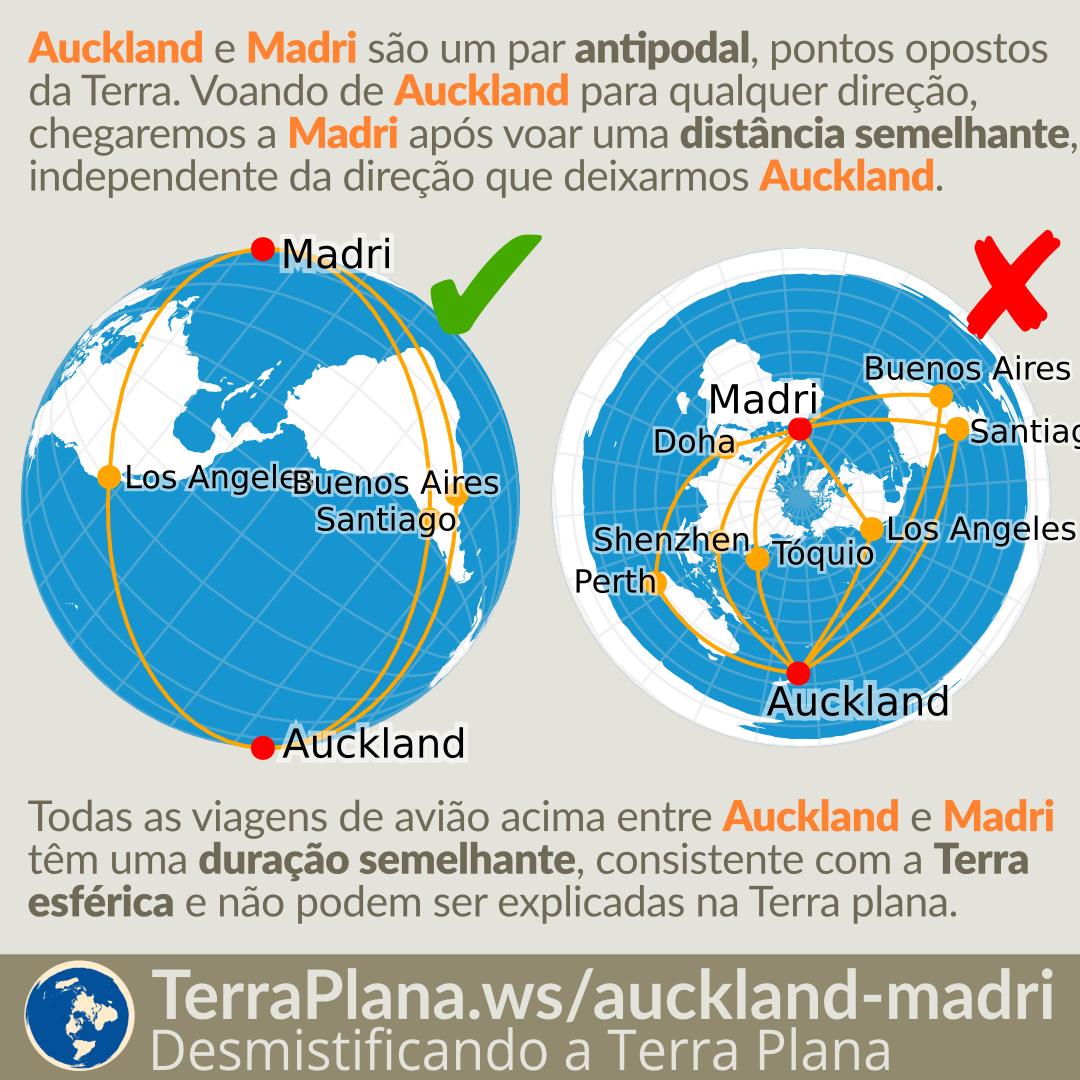 Auckland e Madri são um par antipodal, pontos opostos
da Terra. Voando de Auckland para qualquer direção,
chegaremos a Madri após voar uma distância semelhante,
independente da direção que deixarmos Auckland.
Madri
Los Angeles
Buenos Aires
Santiago
Auckland
Buenos Aires
Madri
Santiag
Doha
Los Angeles
Shenzhen
Tóquio
Perth
Auckland
Todas as viagens de avião acima entre Auckland e Madri
têm uma duração semelhante, consistente com a Terra
esférica e não podem ser explicadas na Terra plana.
TerraPlana.ws/auckland-madri
Desmistificando a Terra Plana